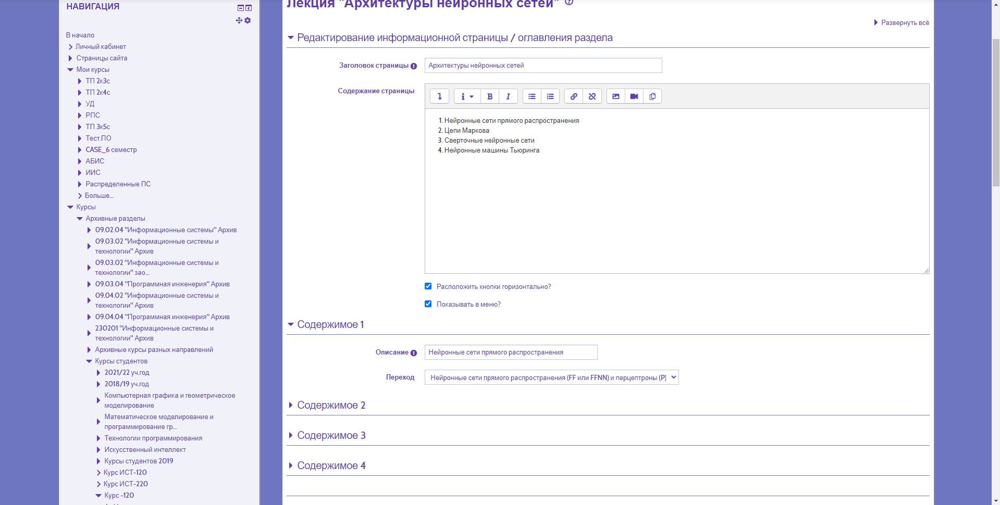 НАВИГАЦИЯ
В начало
Личный кабинет
Страницы сайта
Мои курсы
ТП 2к3с
ТП 2к4с
УД
РПС
ТП 3к5с
Тест.ПО
CASE_6 семестр
АБИС
ИИС
Распределенные ПС
Больше...
Курсы
Архивные разделы
09.02.04 "Информационные системы" Архив
09.03.02 "Информационные системы и
технологии" Архив
09.03.02 "Информационные системы и
технологии" зао...
09.03.04 "Программная инженерия" Архив
09.04.02 "Информационные системы и
технологии" Архив
09.04.04 "Программная инженерия" Архив
230201 "Информационные системы и
технологии" Архив
Архивные курсы разных направлений
Курсы студентов
2021/22 уч.год
2018/19 уч.год
Компьютерная графика и геометрическое
моделирование
Математическое моделирование и
программирование гр...
Технологии программирования
Искусственный интеллект
Курсы студентов 2019
Курс ИСТ-120
Курс ИСТ-220
Курс -120
Лекция "Архитектуры нейронных сетей"
Развернуть всё
Редактирование информационной страницы / оглавления раздела
Заголовок страницы
Архитектуры нейронных сетей
Содержание страницы
B I
1. Нейронные сети прямого распространения
2. Цепи Маркова
3. Сверточные нейронные сети
4. Нейронные машины Тьюринга
Расположить кнопки горизонтально?
Показывать в меню?
Содержимое 1
Описание
Нейронные сети прямого распространения
Переход
Нейронные сети прямого распространения (FF или FFNN) и перцептроны (P)
Содержимое 2
Содержимое 3
Содержимое 4